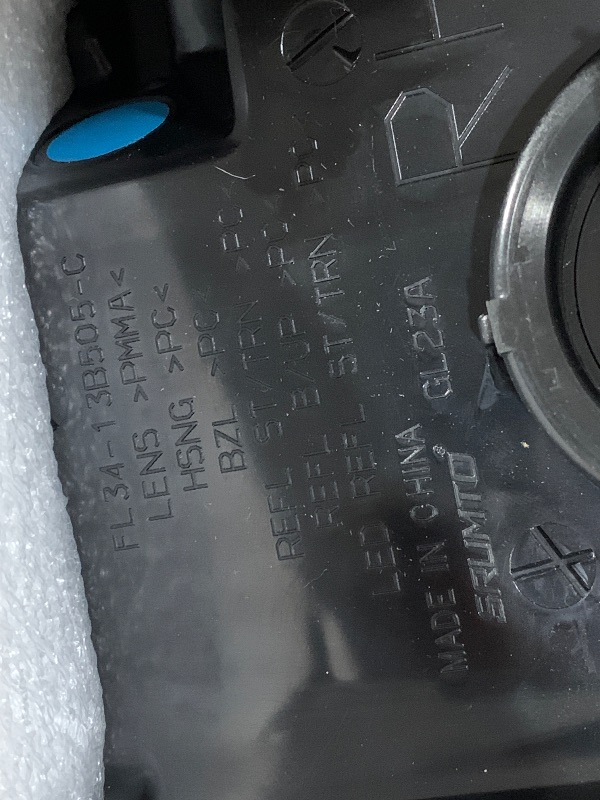 FL34-13B505-C
LENS >PMMA<
HSNG >PC<
BZL >PC<
REFL ST/TRN >PC
REFL B/UP >PC
LED REFL ST/TRN
MADE IN CHINA GL23A